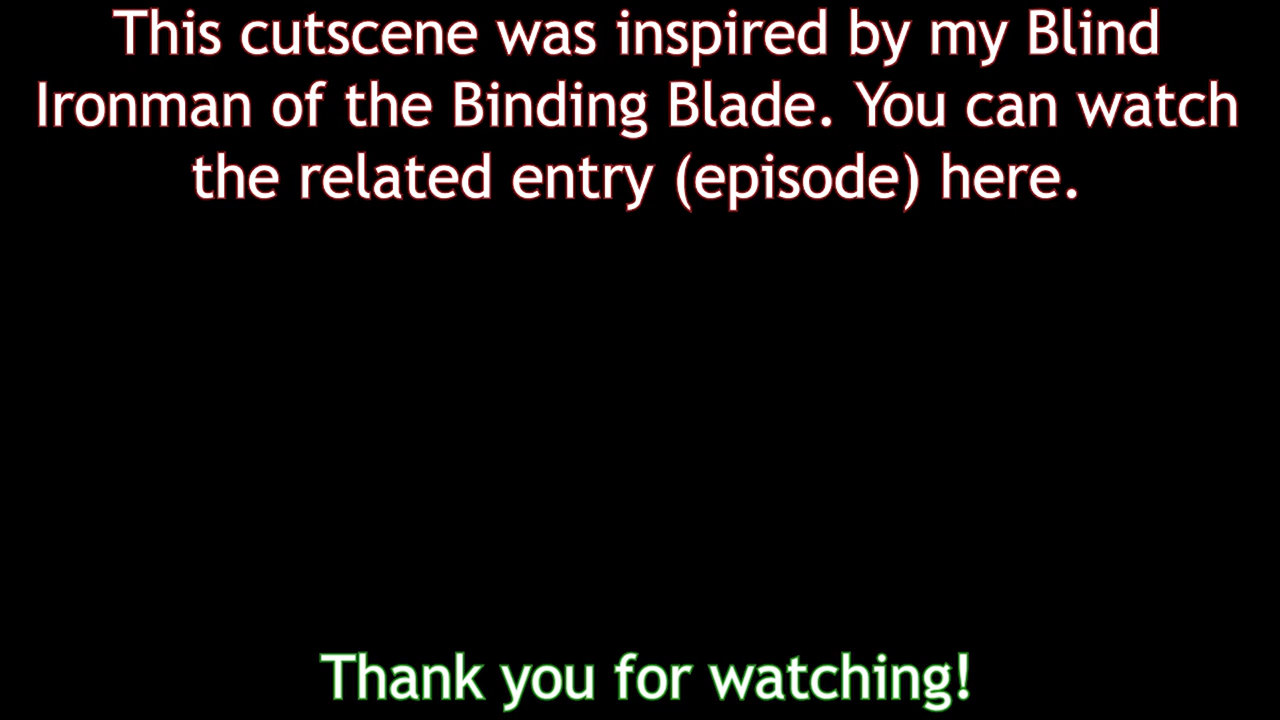 This cutscene was inspired by my Blind
Ironman of the Binding Blade. You can watch
the related entry (episode) here.
Thank you for watching!